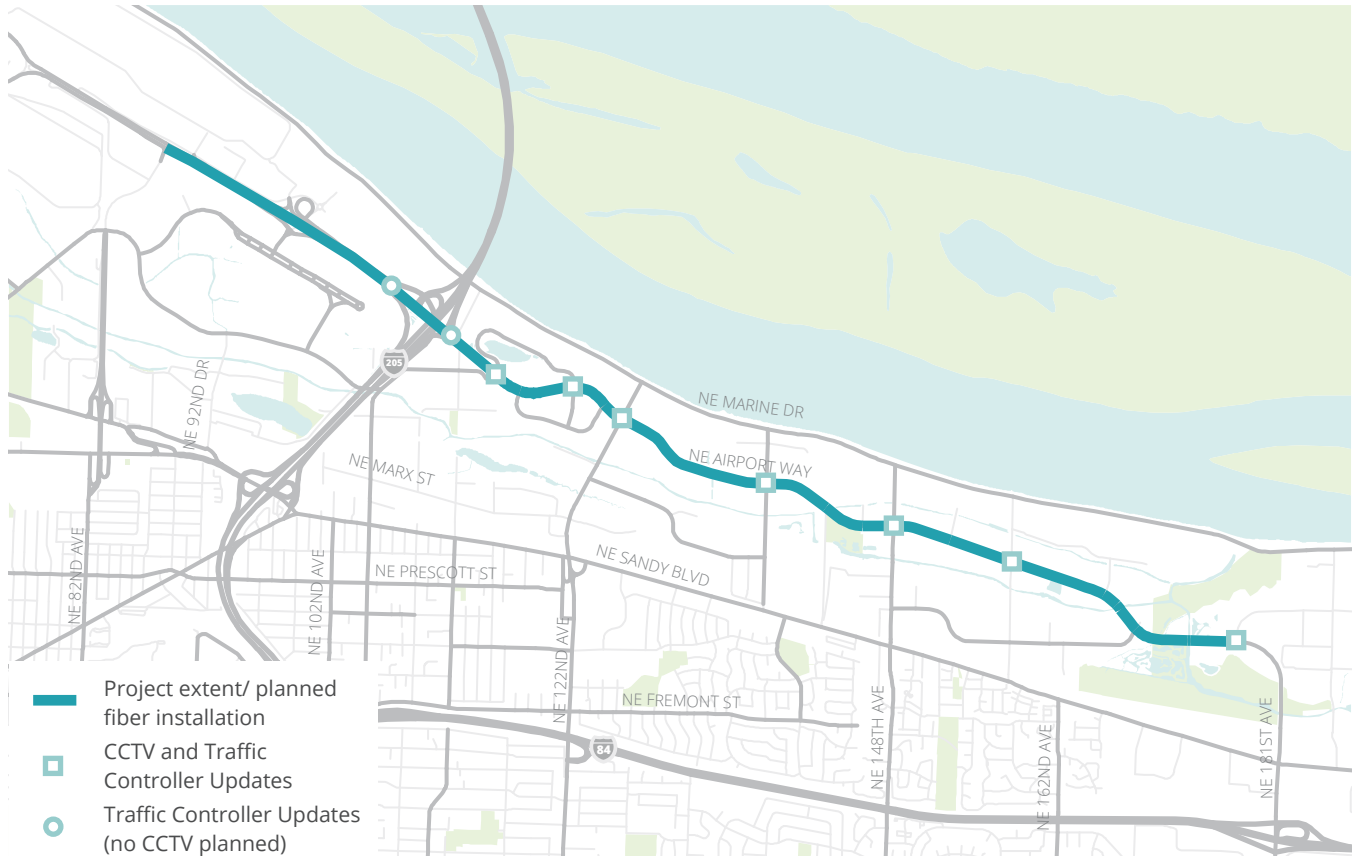 NE MARINE DR
NE AIRPORT WAY
205
NE 92ND DR
NE MARX ST
NE SANDY BLVD
NE PRESCOTT ST
NE 82ND AVE
NE 102ND AVE
NE 122ND AVE
NE FREMONT ST
NE 148TH AVE
NE 162ND AVE
NE 181ST AVE
84
Project extent/ planned
fiber installation
CCTV and Traffic
Controller Updates
Traffic Controller Updates
(no CCTV planned)